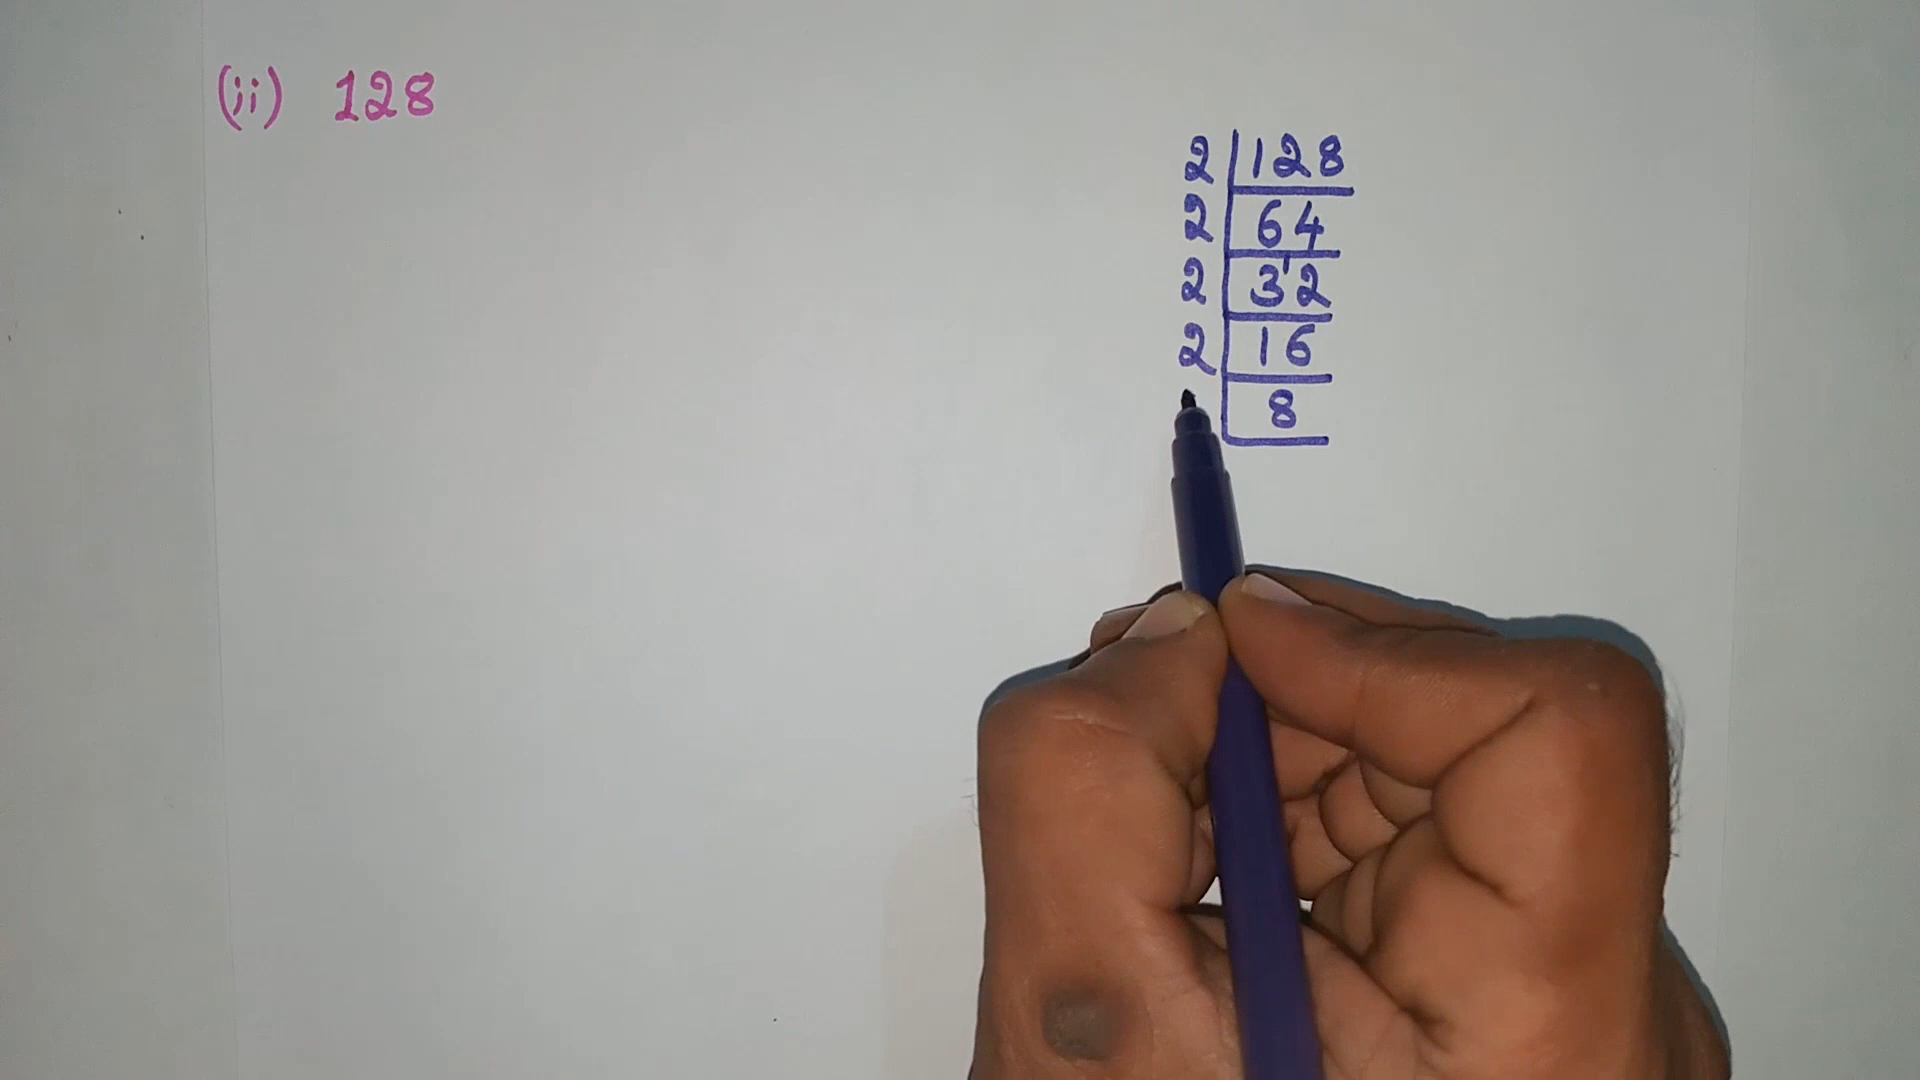 (ii) 128
2 | 128
2 | 64
2 | 32
2 | 16
| 8